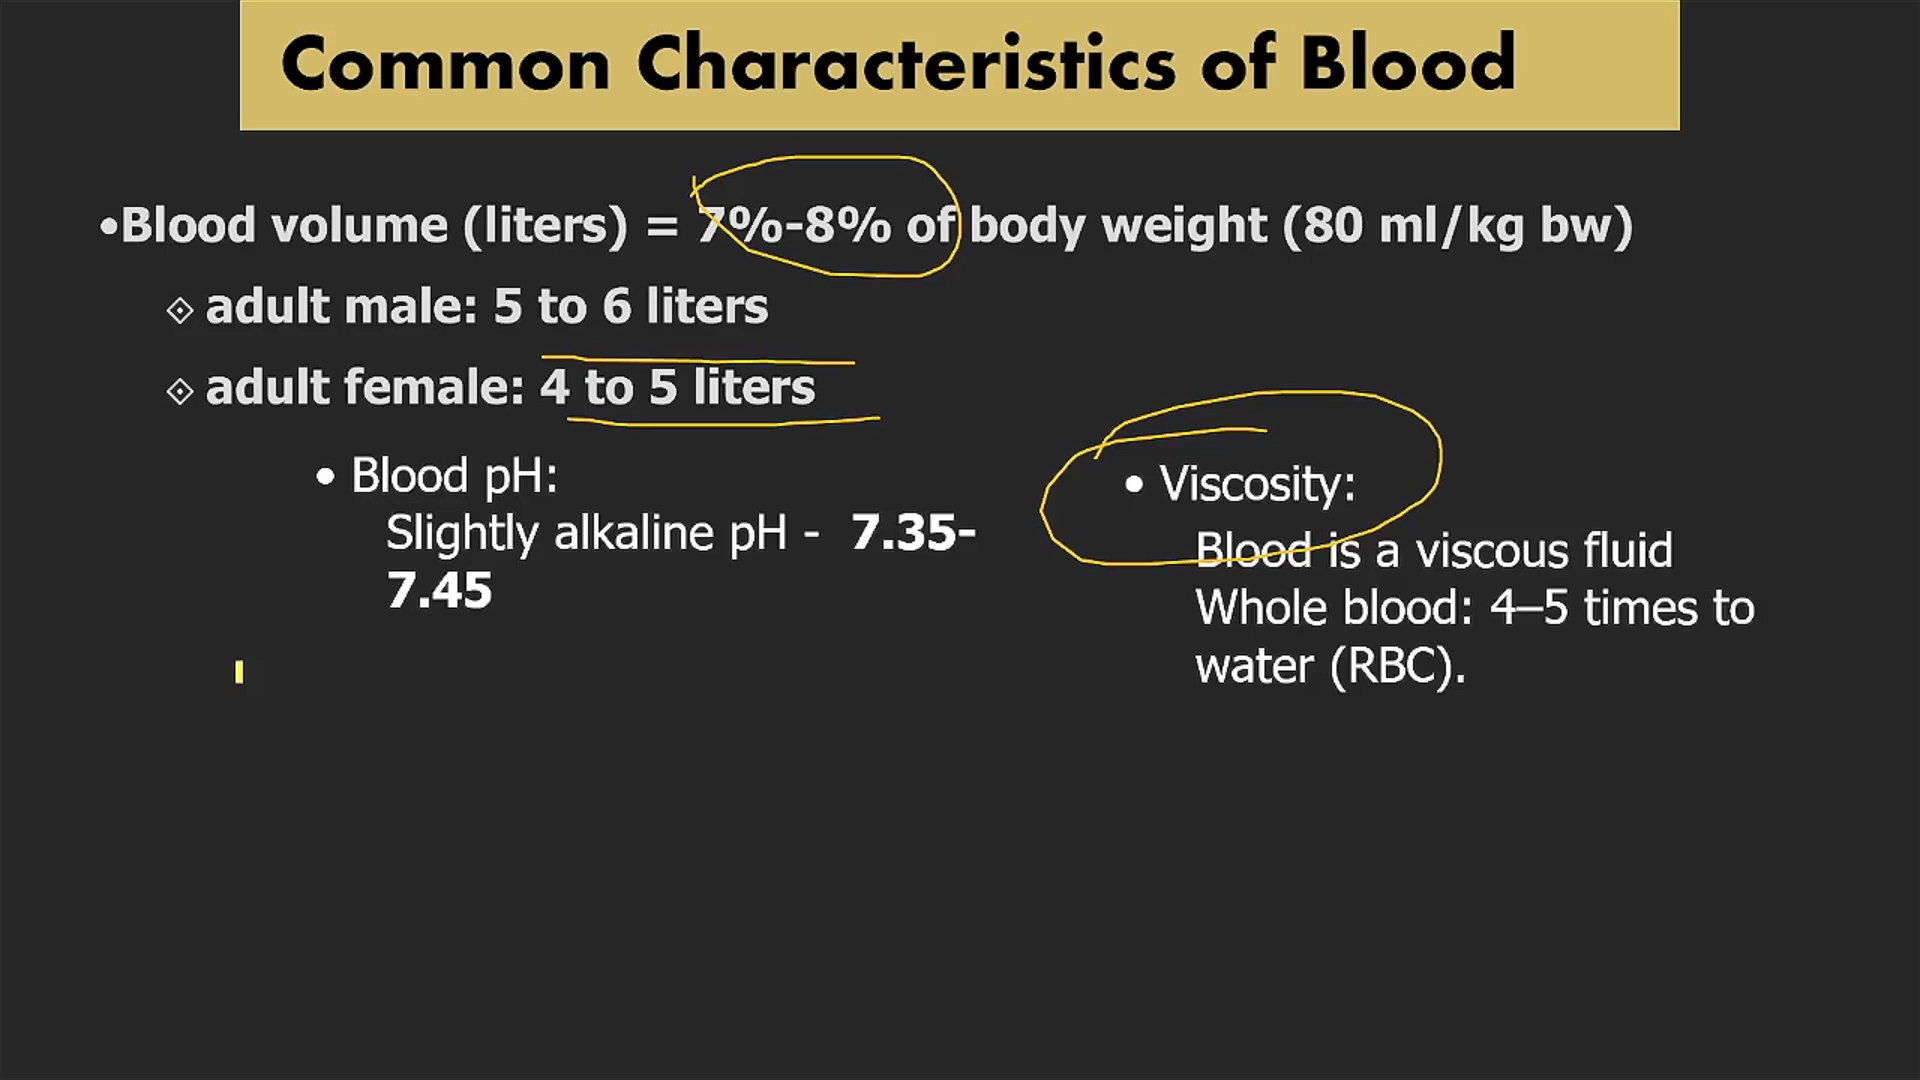 Common Characteristics of Blood
•Blood volume (liters) = 7%-8% of body weight (80 ml/kg bw)
adult male: 5 to 6 liters
adult female: 4 to 5 liters
• Blood pH:
Slightly alkaline pH - 7.35-
7.45
• Viscosity:
Blood is a viscous fluid
Whole blood: 4–5 times to
water (RBC).